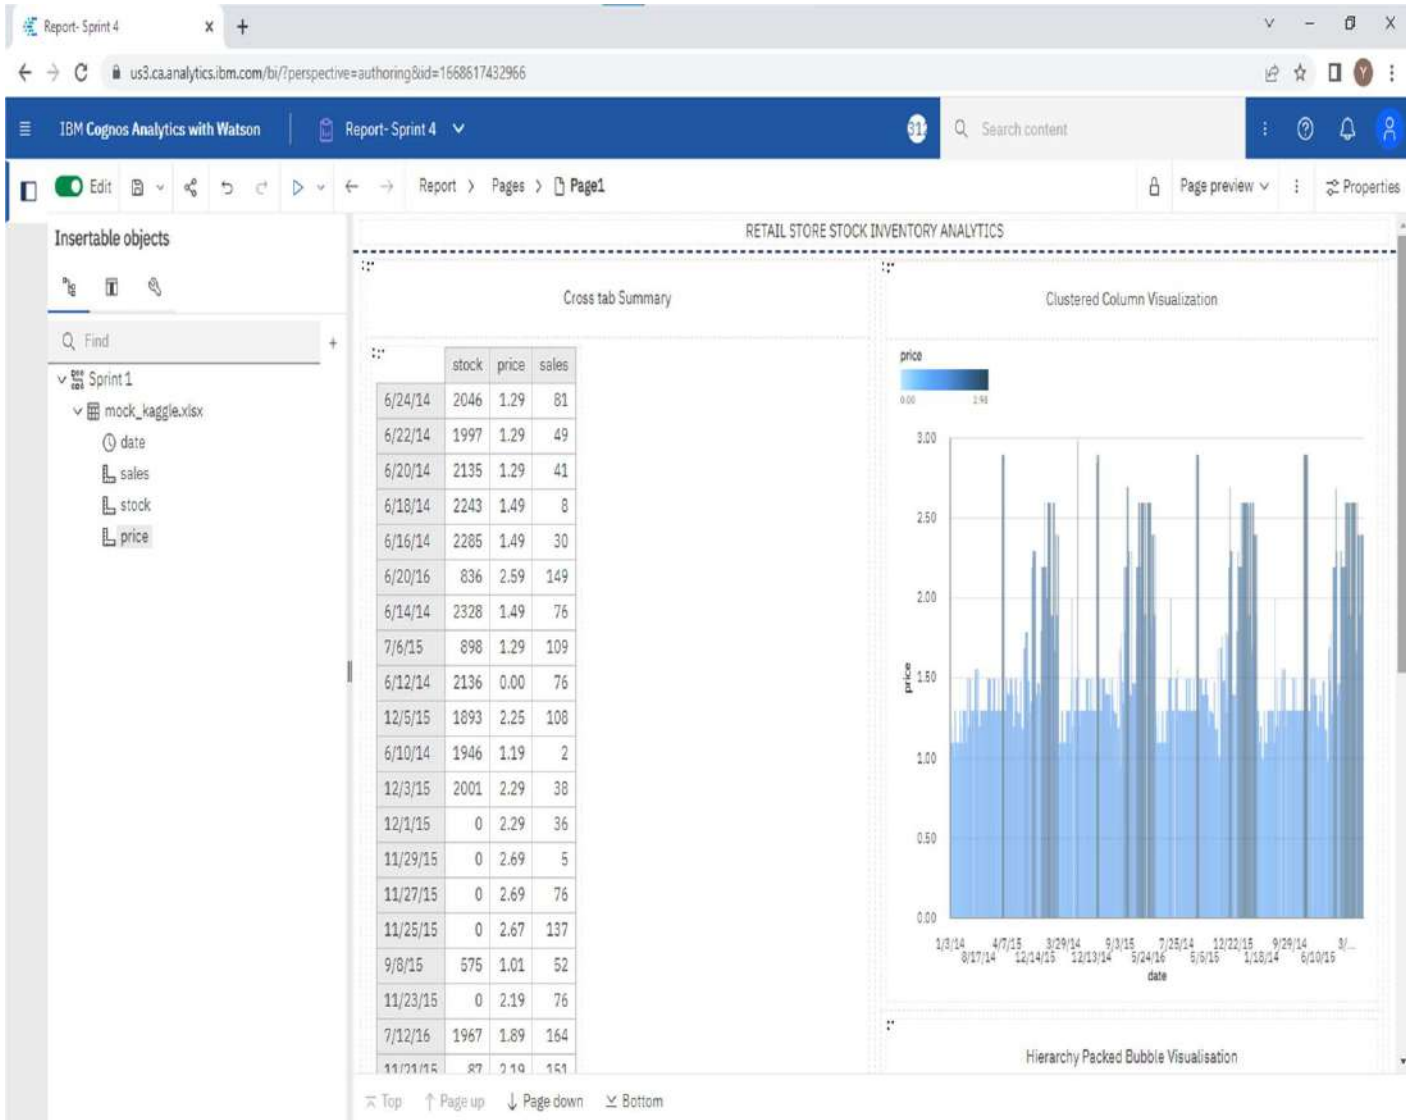 Report- Sprint 4
us3.ca.analytics.ibm.com/bi/?perspective=authoring&id=1668617432966
Y
IBM Cognos Analytics with Watson
Report- Sprint 4
Search content
Edit
Report > Pages > Page1
Page preview
Properties
Insertable objects
Find
Sprint 1
mock_kaggle.xlsx
date
sales
stock
price
RETAIL STORE STOCK INVENTORY ANALYTICS
Cross tab Summary
stock price sales
6/24/14 2046 1.29 81
6/22/14 1997 1.29 49
6/20/14 2135 1.29 41
6/18/14 2243 1.49 8
6/16/14 2285 1.49 30
6/20/16 836 2.59 149
6/14/14 2328 1.49 76
7/6/15 898 1.29 109
6/12/14 2136 0.00 76
12/5/15 1893 2.25 108
6/10/14 1946 1.19 2
12/3/15 2001 2.29 38
12/1/15 0 2.29 36
11/29/15 0 2.69 5
11/27/15 0 2.69 76
11/25/15 0 2.67 137
9/8/15 575 1.01 52
11/23/15 0 2.19 76
7/12/16 1967 1.89 164
11/21/15 87 2.19 151
Clustered Column Visualization
price
0.00 2.98
3.00
2.50
2.00
1.50
1.00
0.50
0.00
price
1/3/14 4/7/15 3/29/14 9/3/15 7/25/14 12/22/15 9/29/14 3/...
8/17/14 12/14/15 12/13/14 5/24/16 5/5/15 1/18/14 6/10/15
date
Hierarchy Packed Bubble Visualisation
Top Page up Page down Bottom